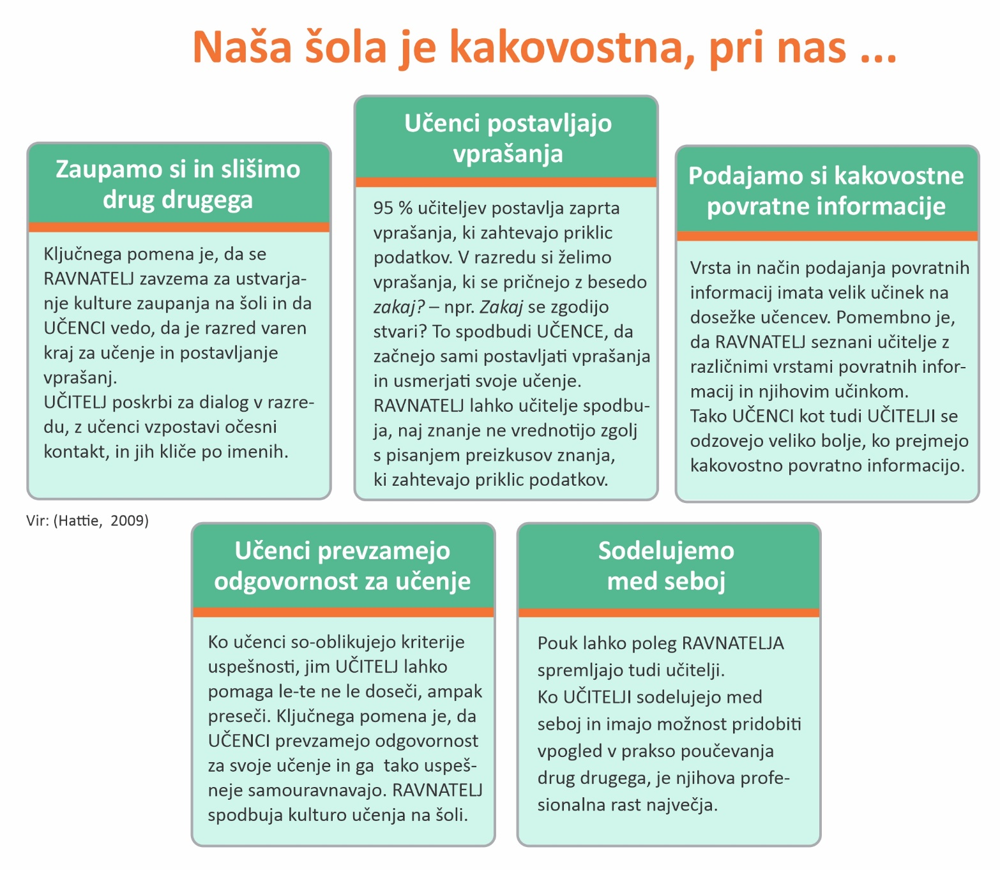 Naša šola je kakovostna, pri nas ...
Zaupamo si in slišimo
drug drugega
Ključnega pomena je, da se
RAVNATELJ zavzema za ustvarja-
nje kulture zaupanja na šoli in da
UČENCI vedo, da je razred varen
kraj za učenje in postavljanje
vprašanj.
UČITELJ poskrbi za dialog v razre-
du, z učenci vzpostavi očesni
kontakt, in jih kliče po imenih.
Učenci postavljajo
vprašanja
95 % učiteljev postavlja zaprta
vprašanja, ki zahtevajo priklic
podatkov. V razredu si želimo
vprašanja, ki se pričnejo z besedo
zakaj? – npr. Zakaj se zgodijo
stvari? To spodbudi UČENCE, da
začnejo sami postavljati vprašanja
in usmerjati svoje učenje.
RAVNATELJ lahko učitelje spodbu-
ja, naj znanje ne vrednotijo zgolj
s pisanjem preizkusov znanja,
ki zahtevajo priklic podatkov.
Podajamo si kakovostne
povratne informacije
Vrsta in način podajanja povratnih
informacij imata velik učinek na
dosežke učencev. Pomembno je,
da RAVNATELJ seznani učitelje z
različnimi vrstami povratnih infor-
macij in njihovim učinkom.
Tako UČENCI kot tudi UČITELJI se
odzovejo veliko bolje, ko prejmejo
kakovostno povratno informacijo.
Vir: (Hattie, 2009)
Učenci prevzamejo
odgovornost za učenje
Ko učenci so-oblikujejo kriterije
uspešnosti, jim UČITELJ lahko
pomaga le-te ne le doseči, ampak
preseči. Ključnega pomena je, da
UČENCI prevzamejo odgovornost
za svoje učenje in ga tako uspeš-
neje samouravnavajo. RAVNATELJ
spodbuja kulturo učenja na šoli.
Sodelujemo
med seboj
Pouk lahko poleg RAVNATELJA
spremljajo tudi učitelji.
Ko UČITELJI sodelujejo med
seboj in imajo možnost pridobiti
vpogled v prakso poučevanja
drug drugega, je njihova profe-
sionalna rast največja.